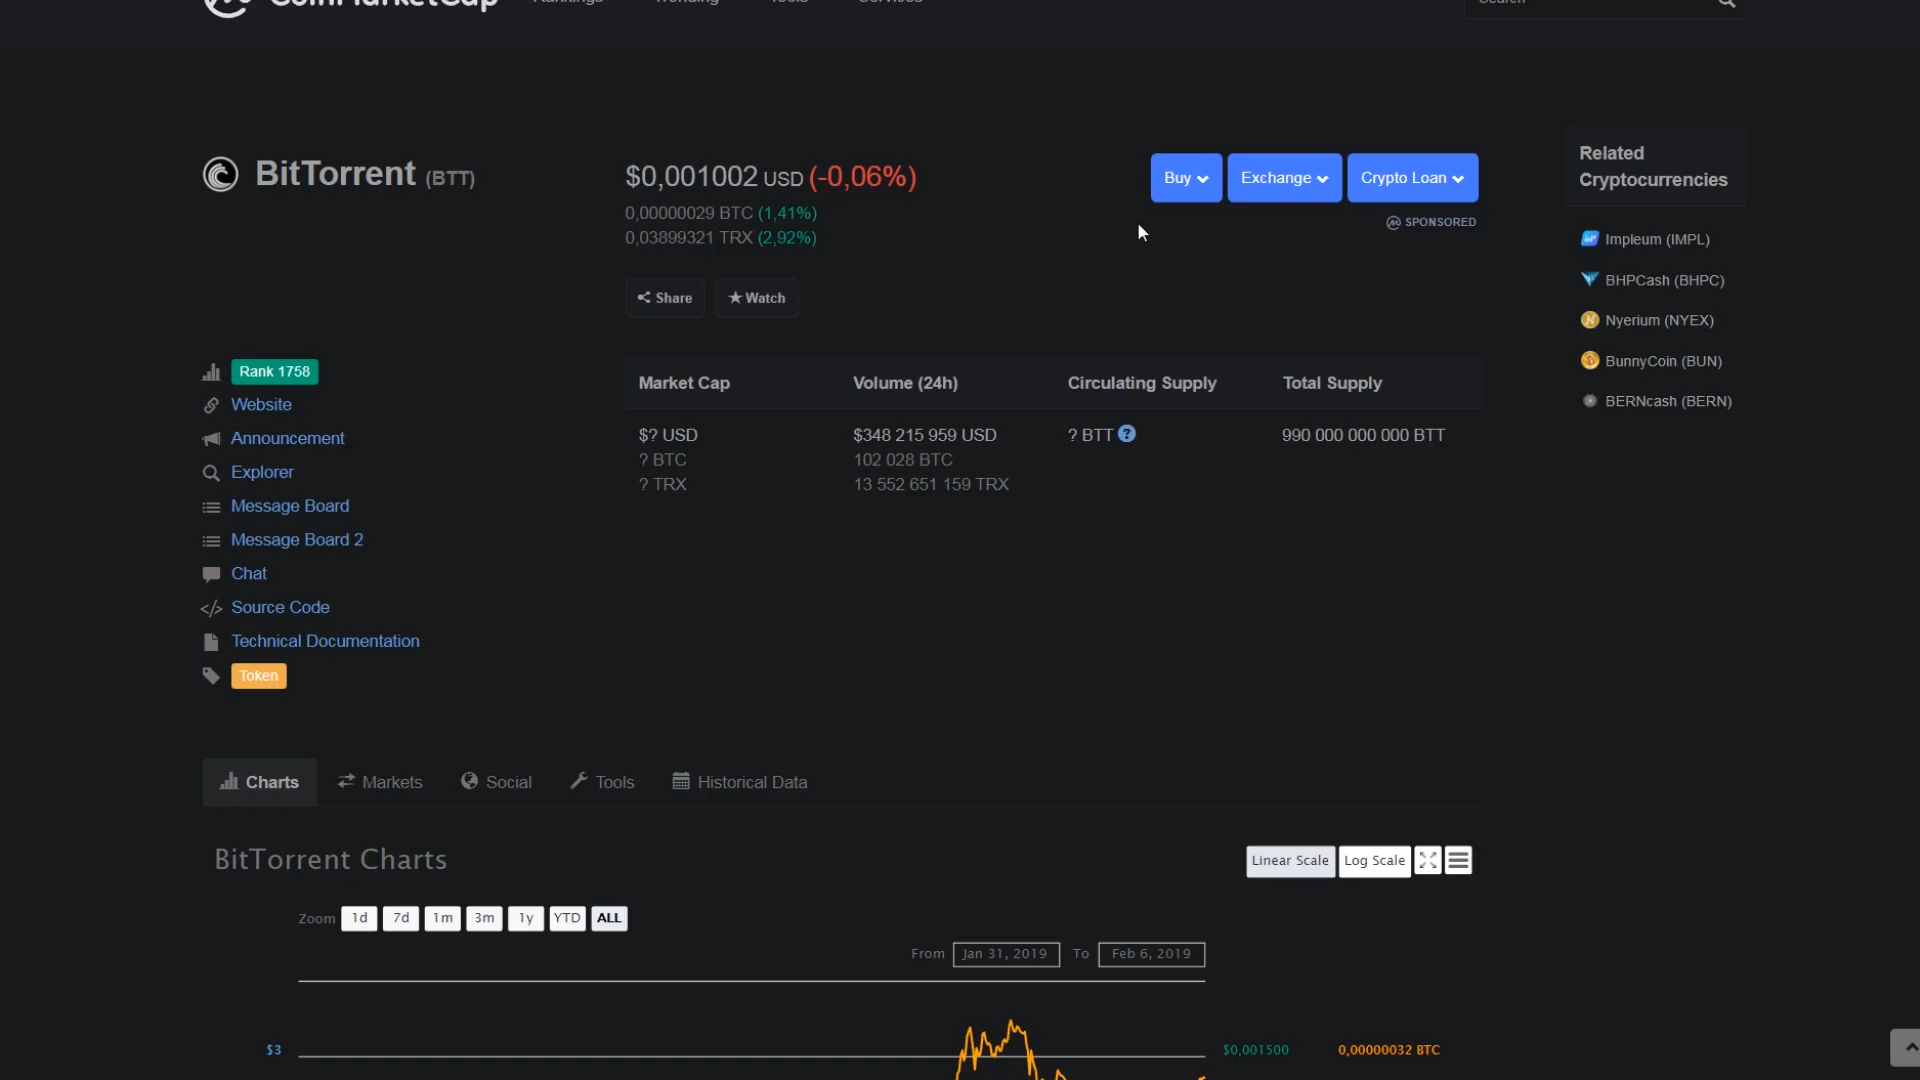 CoinMarketCap Rankings Trending Tools Services Search
BitTorrent (BTT)
$0,001002 USD (-0,06%)
0,00000029 BTC (1,41%)
0,03899321 TRX (2,92%)
Buy Exchange Crypto Loan
SPONSORED
Share Watch
Related
Cryptocurrencies
Impleum (IMPL)
BHPCash (BHPC)
Nyerium (NYEX)
BunnyCoin (BUN)
BERNcash (BERN)
Rank 1758
Website
Announcement
Explorer
Message Board
Message Board 2
Chat
Source Code
Technical Documentation
Token
Market Cap Volume (24h) Circulating Supply Total Supply
$? USD $348 215 959 USD ? BTT 990 000 000 000 BTT
? BTC 102 028 BTC
? TRX 13 552 651 159 TRX
Charts Markets Social Tools Historical Data
BitTorrent Charts
Linear Scale Log Scale
Zoom 1d 7d 1m 3m 1y YTD ALL
From Jan 31, 2019 To Feb 6, 2019
$3 $0,001500 0,00000032 BTC